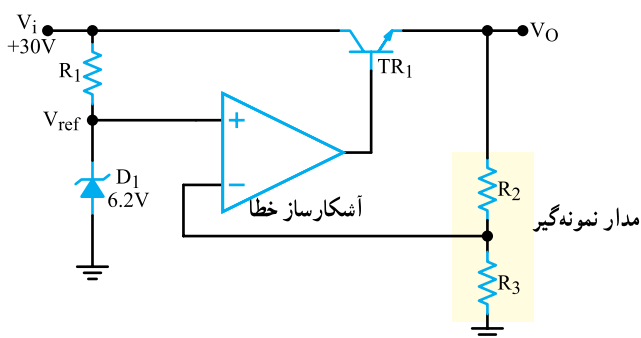 Vi
+30V
VO
R1
TR1
Vref
+
−
D1
6.2V
آشکارساز خطا
R2
مدار نمونه‌گیر
R3